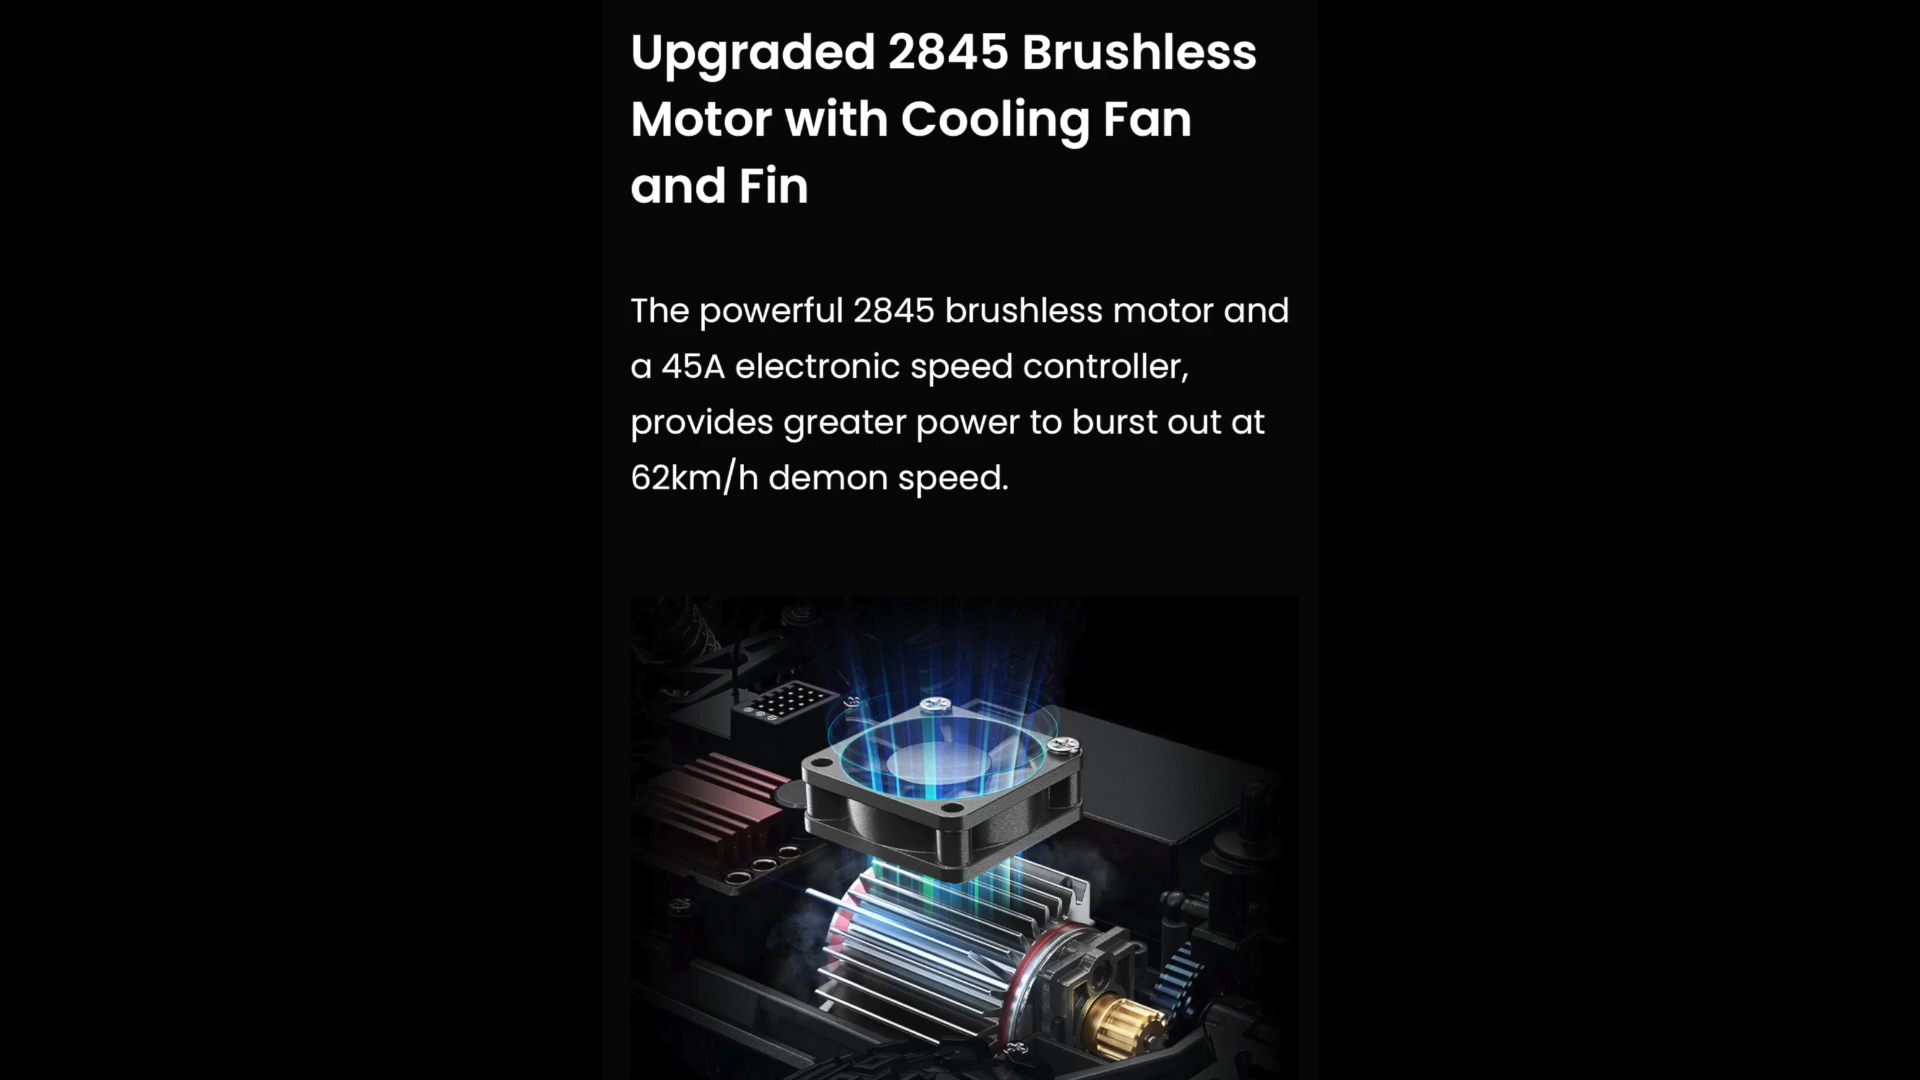 Upgraded 2845 Brushless
Motor with Cooling Fan
and Fin
The powerful 2845 brushless motor and
a 45A electronic speed controller,
provides greater power to burst out at
62km/h demon speed.